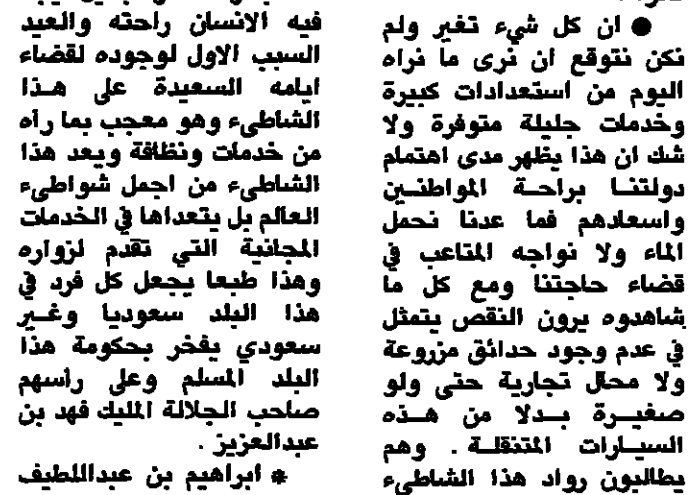 ● ان كل شيء تغير ولم
نكن نتوقع ان نرى ما نراه
اليوم من استعدادات كبيرة
وخدمات جليلة متوفرة ولا
شك ان هذا يظهر مدى اهتمام
دولتنا براحة المواطنين
واسعادهم فما عدنا نحمل
الماء ولا نواجه المتاعب في
قضاء حاجتنا ومع كل ما
شاهدوه يرون النقص يتمثل
في عدم وجود حدائق مزروعة
ولا محال تجارية حتى ولو
صغيرة بدلا من هذه
السيارات المتنقلة . وهم
يطالبون رواد هذا الشاطىء
فيه الانسان راحته والعيد
السبب الاول لوجوده لقضاء
ايامه السعيدة على هذا
الشاطىء وهو معجب بما رأه
من خدمات ونظافة ويعد هذا
الشاطىء من اجمل شواطىء
العالم بل يتعداها في الخدمات
المجانية التي تقدم لزواره
وهذا طبعا يجعل كل فرد في
هذا البلد سعوديا وغير
سعودي يفخر بحكومة هذا
البلد المسلم وعلى رأسهم
صاحب الجلالة الملك فهد بن
عبدالعزيز .
* ابراهيم بن عبداللطيف